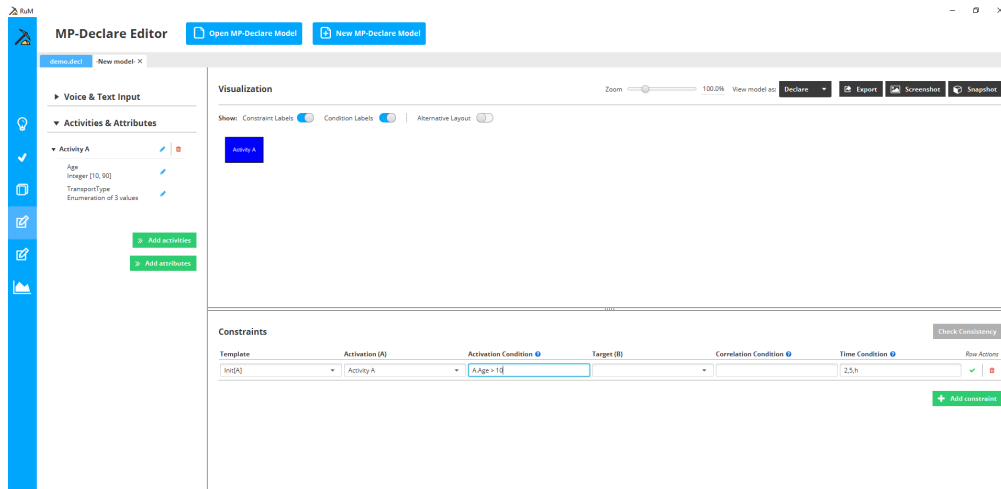 RuM
MP-Declare Editor
Open MP-Declare Model
New MP-Declare Model
demo.decl
-New model- ×
Voice & Text Input
Activities & Attributes
Activity A
Age
Integer [10, 90]
TransportType
Enumeration of 3 values
Add activities
Add attributes
Visualization
Zoom 100.0% View model as: Declare Export Screenshot Snapshot
Show: Constraint Labels Condition Labels Alternative Layout
Activity A
Constraints
Check Consistency
Template Activation (A) Activation Condition Target (B) Correlation Condition Time Condition Row Actions
Init[A] Activity A A.Age > 10 2,5,h
Add constraint